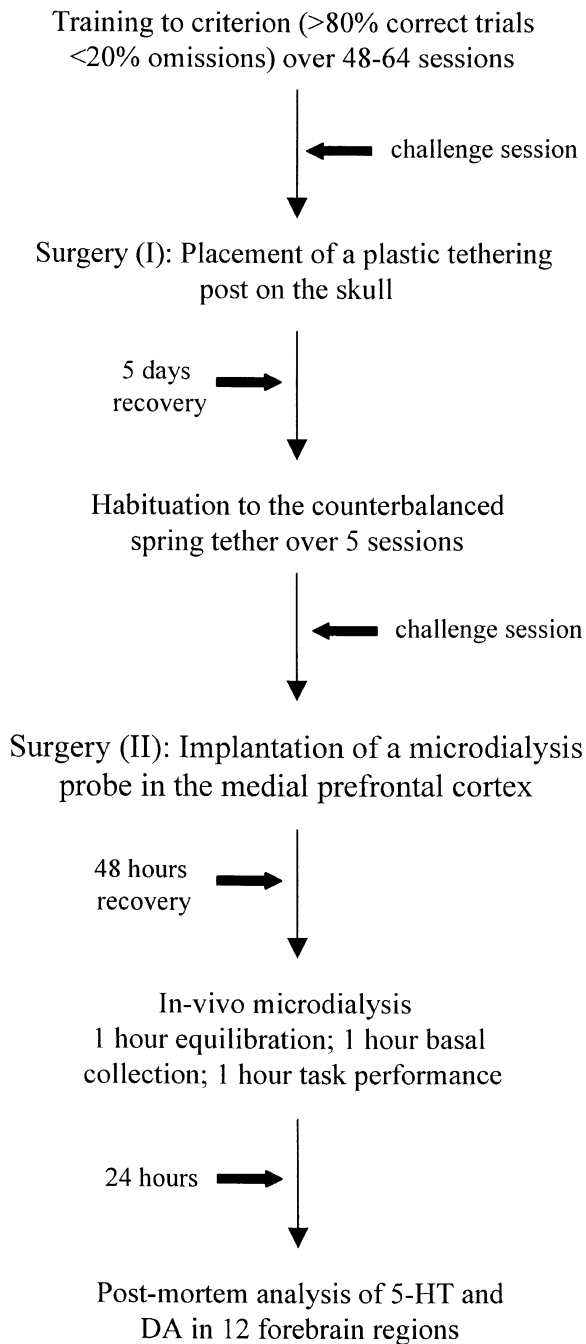 Training to criterion (>80% correct trials
<20% omissions) over 48-64 sessions
challenge session
Surgery (I): Placement of a plastic tethering
post on the skull
5 days
recovery
Habituation to the counterbalanced
spring tether over 5 sessions
challenge session
Surgery (II): Implantation of a microdialysis
probe in the medial prefrontal cortex
48 hours
recovery
In-vivo microdialysis
1 hour equilibration; 1 hour basal
collection; 1 hour task performance
24 hours
Post-mortem analysis of 5-HT and
DA in 12 forebrain regions